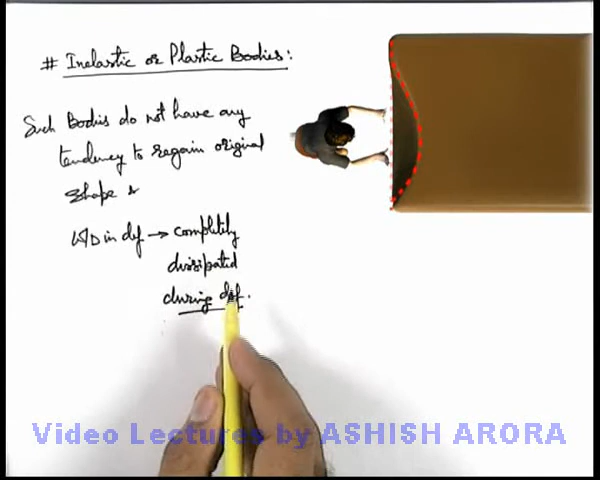 # Inelastic or Plastic Bodies:
Such Bodies do not have any
tendency to regain original
shape &
WD in def → completely
dissipated
during def.
Video Lectures by ASHISH ARORA